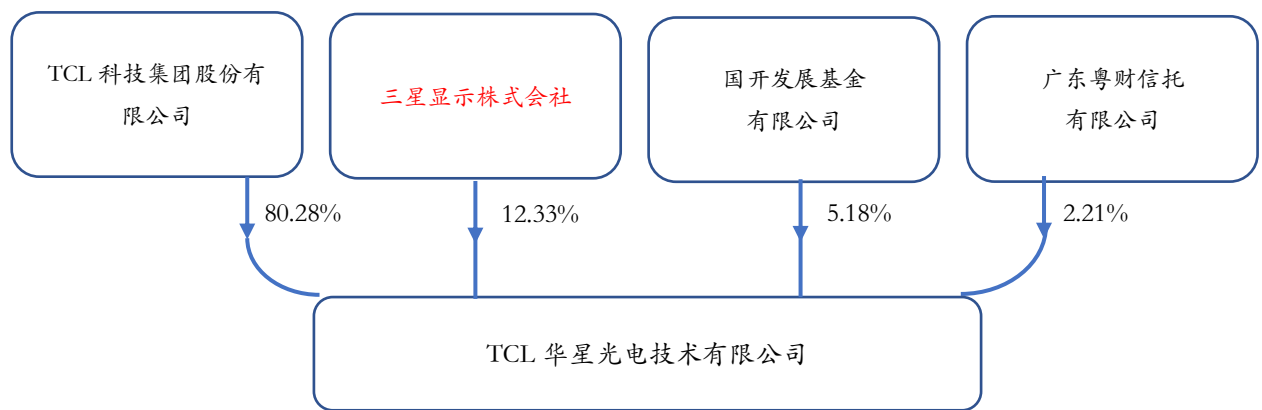 TCL 科技集团股份有
限公司
三星显示株式会社
国开发展基金
有限公司
广东粤财信托
有限公司
80.28%
12.33%
5.18%
2.21%
TCL 华星光电技术有限公司